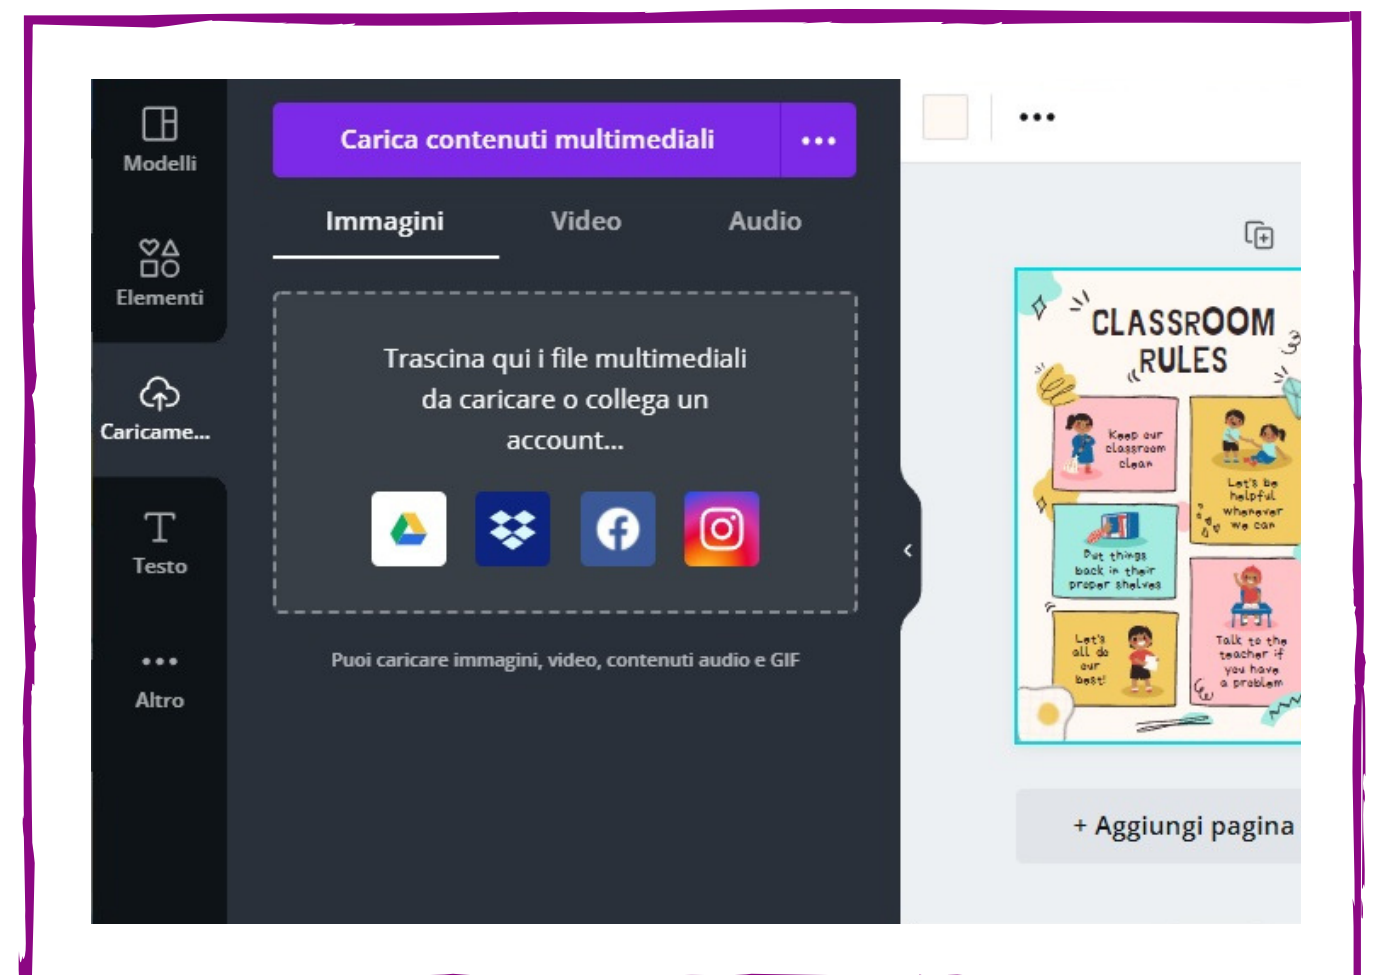 Modelli
Elementi
Caricame...
Testo
Altro
Carica contenuti multimediali
Immagini Video Audio
Trascina qui i file multimediali
da caricare o collega un
account...
Puoi caricare immagini, video, contenuti audio e GIF
CLASSROOM
RULES
Keep our
classroom
clean
Let's be
helpful
whenever
we can
Put things
back in their
proper shelves
Let's
all do
our
best!
Talk to the
teacher if
you have
a problem
+ Aggiungi pagina